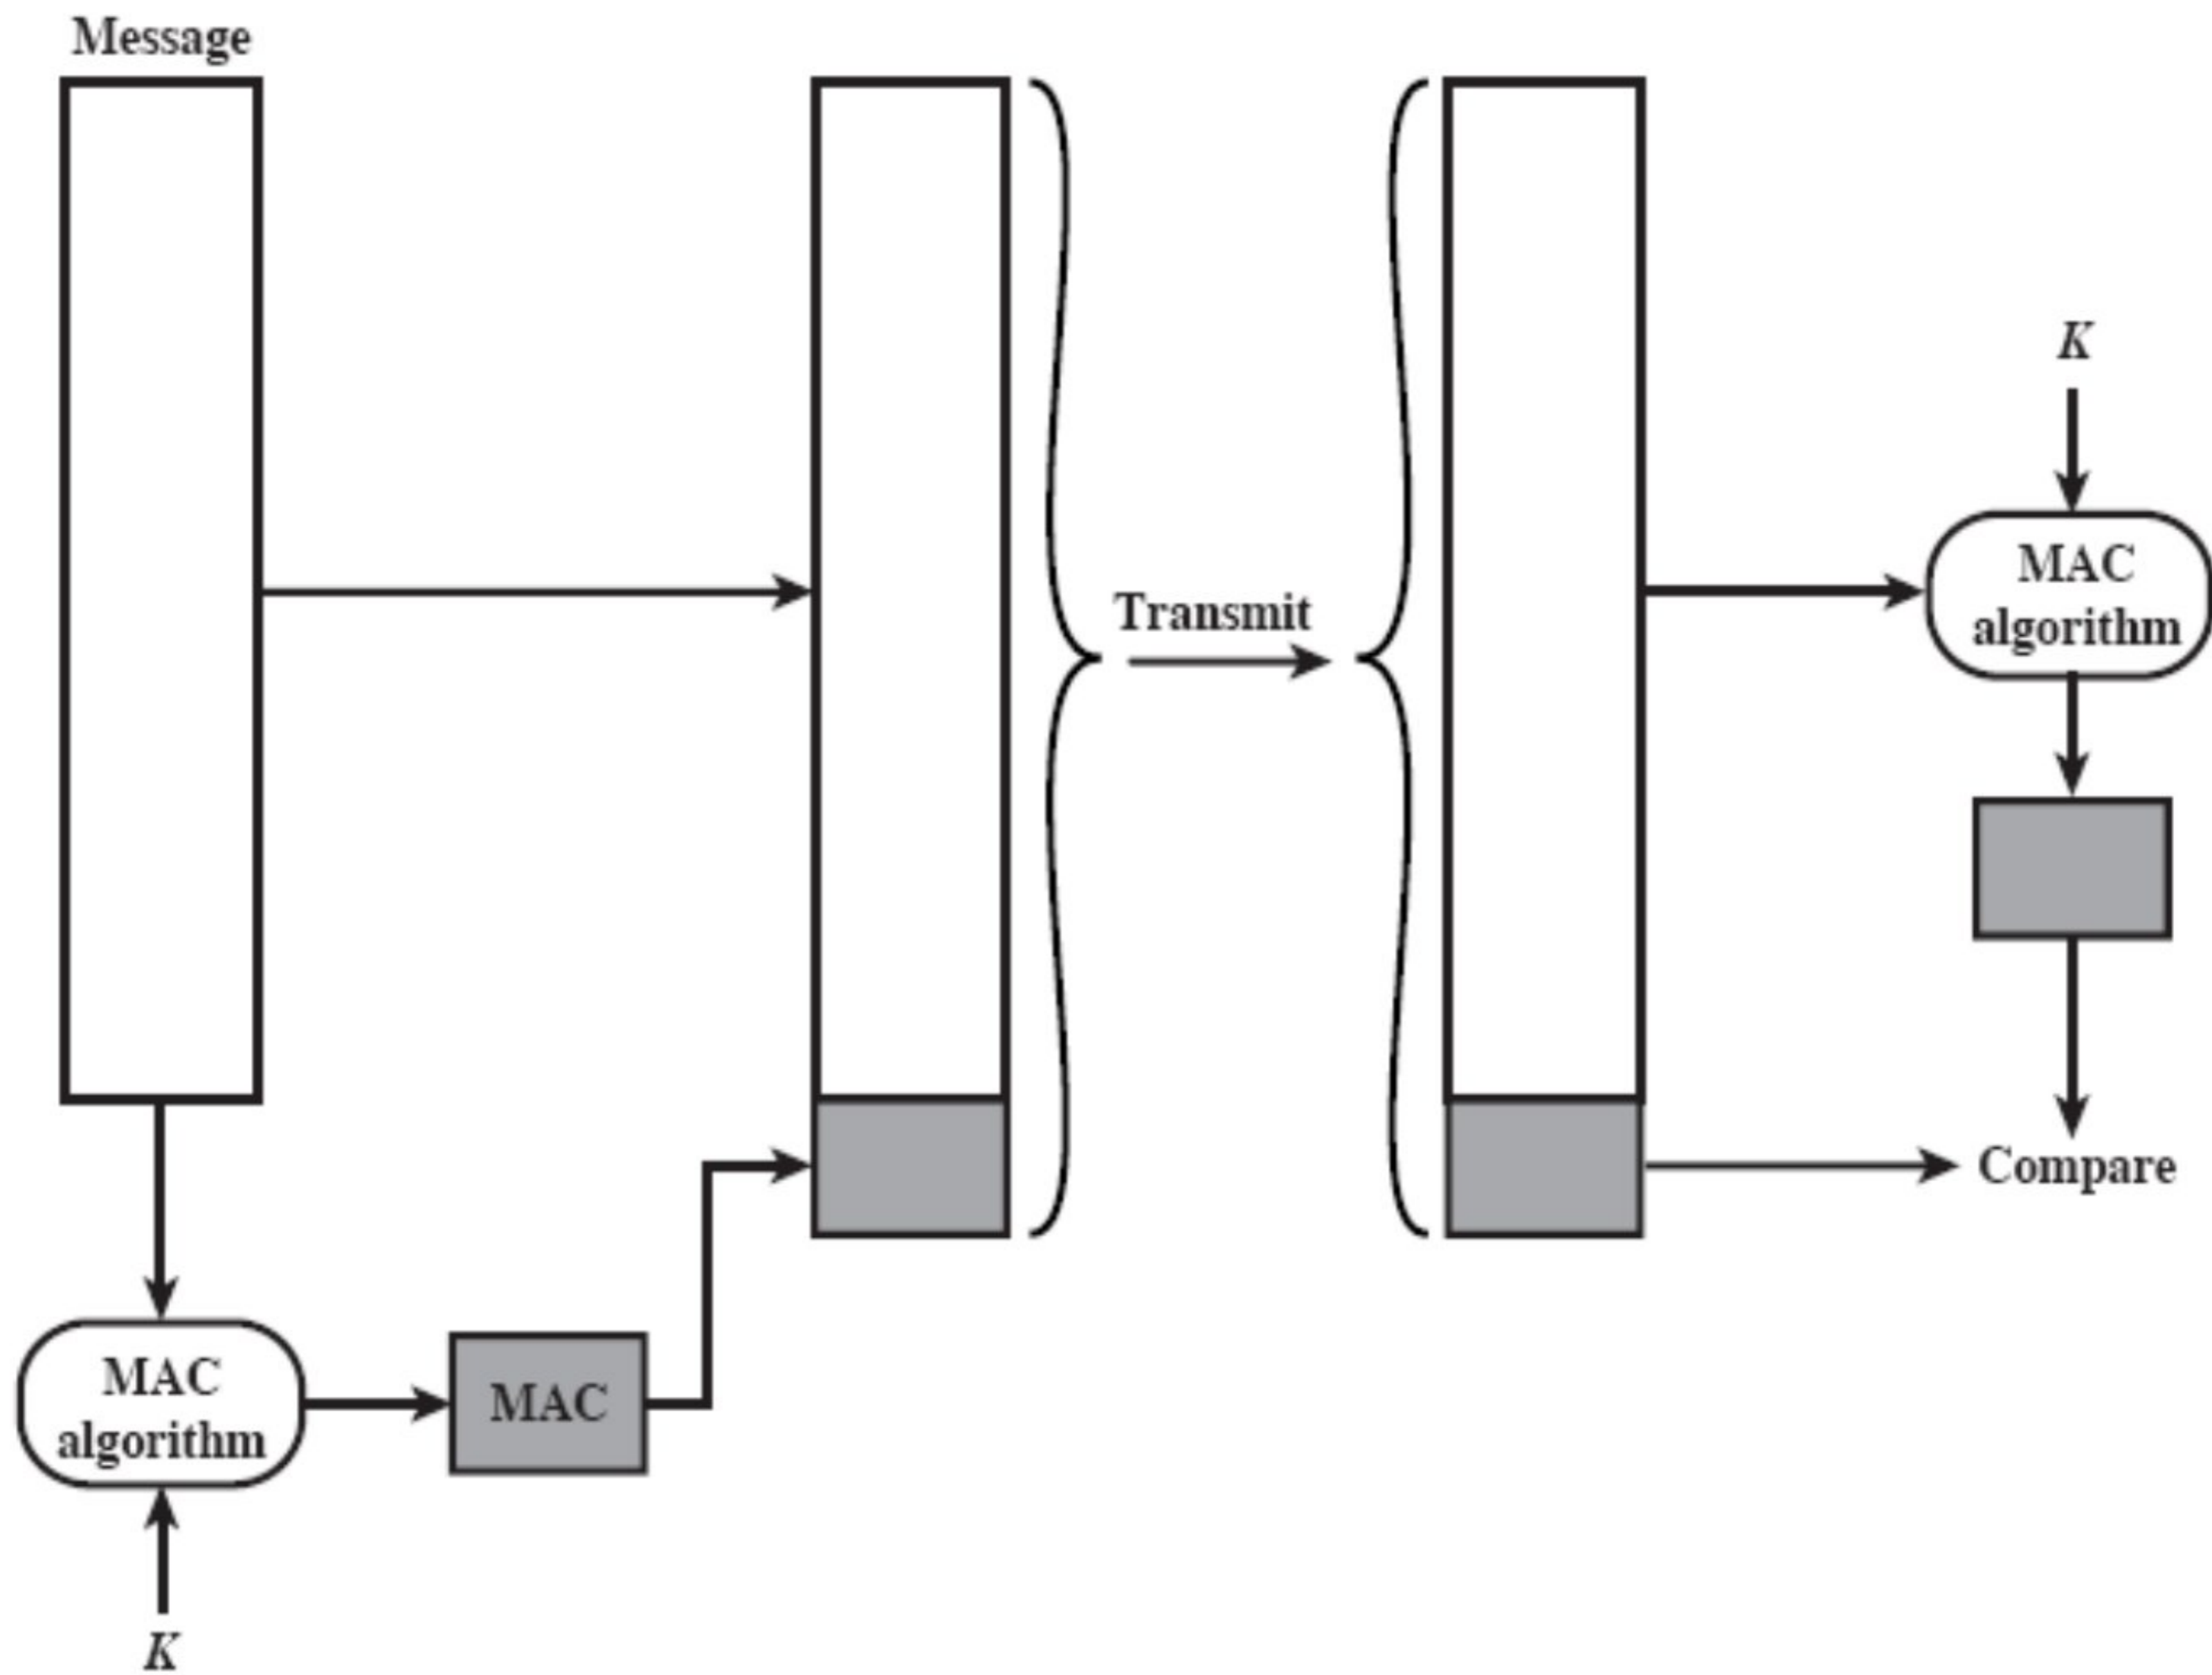 Message
K
MAC
algorithm
Transmit
Compare
MAC
algorithm
MAC
K